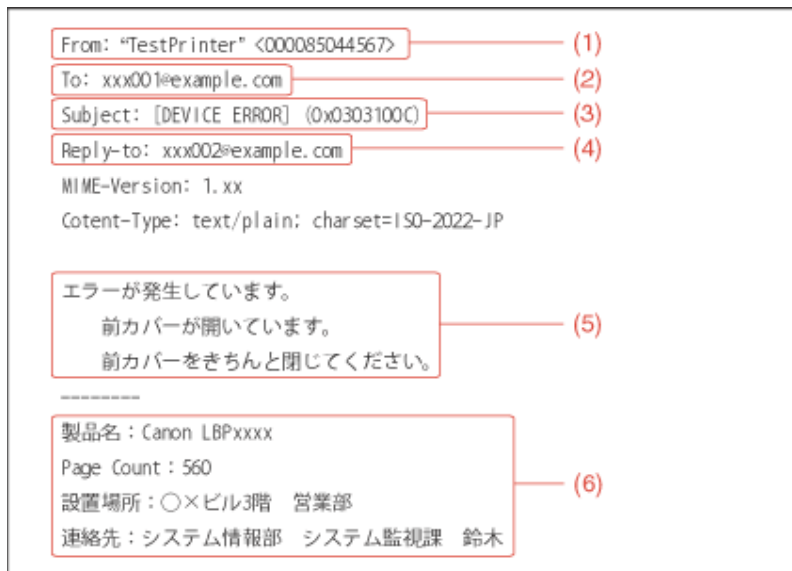 From: “TestPrinter” <000085044567> (1)
To: xxx001@example.com (2)
Subject: [DEVICE ERROR] (0x0303100C) (3)
Reply-to: xxx002@example.com (4)
MIME-Version: 1.xx
Cotent-Type: text/plain; charset=ISO-2022-JP
エラーが発生しています。
前カバーが開いています。 (5)
前カバーをきちんと閉じてください。
--------
製品名：Canon LBPxxxx
Page Count：560
(6)
設置場所：○×ビル3階　営業部
連絡先：システム情報部　システム監視課　鈴木